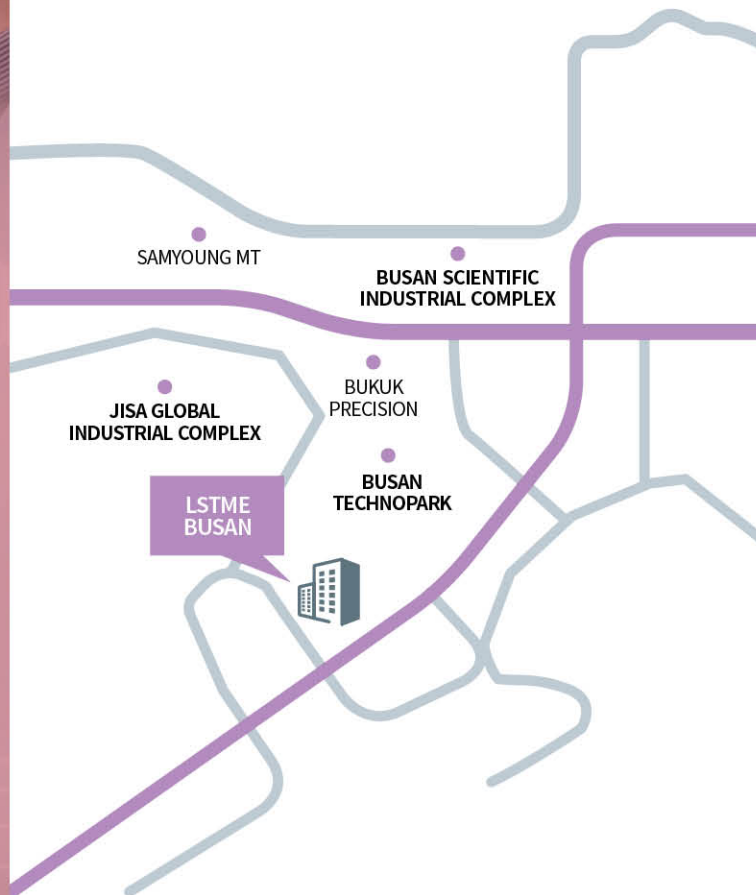 SAMYOUNG MT
BUSAN SCIENTIFIC
INDUSTRIAL COMPLEX
BUKUK
PRECISION
JISA GLOBAL
INDUSTRIAL COMPLEX
BUSAN
TECHNOPARK
LSTME
BUSAN